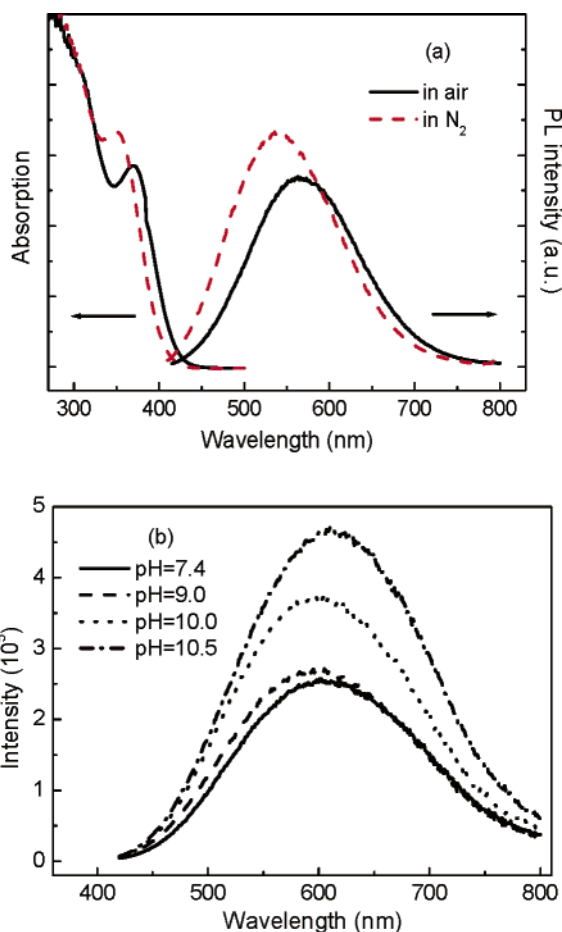 (a)
in air
in N₂
Absorption
PL intensity (a.u.)
300 400 500 600 700 800
Wavelength (nm)
(b)
pH=7.4
pH=9.0
pH=10.0
pH=10.5
Intensity (10⁵)
5
4
3
2
1
0
400 500 600 700 800
Wavelength (nm)